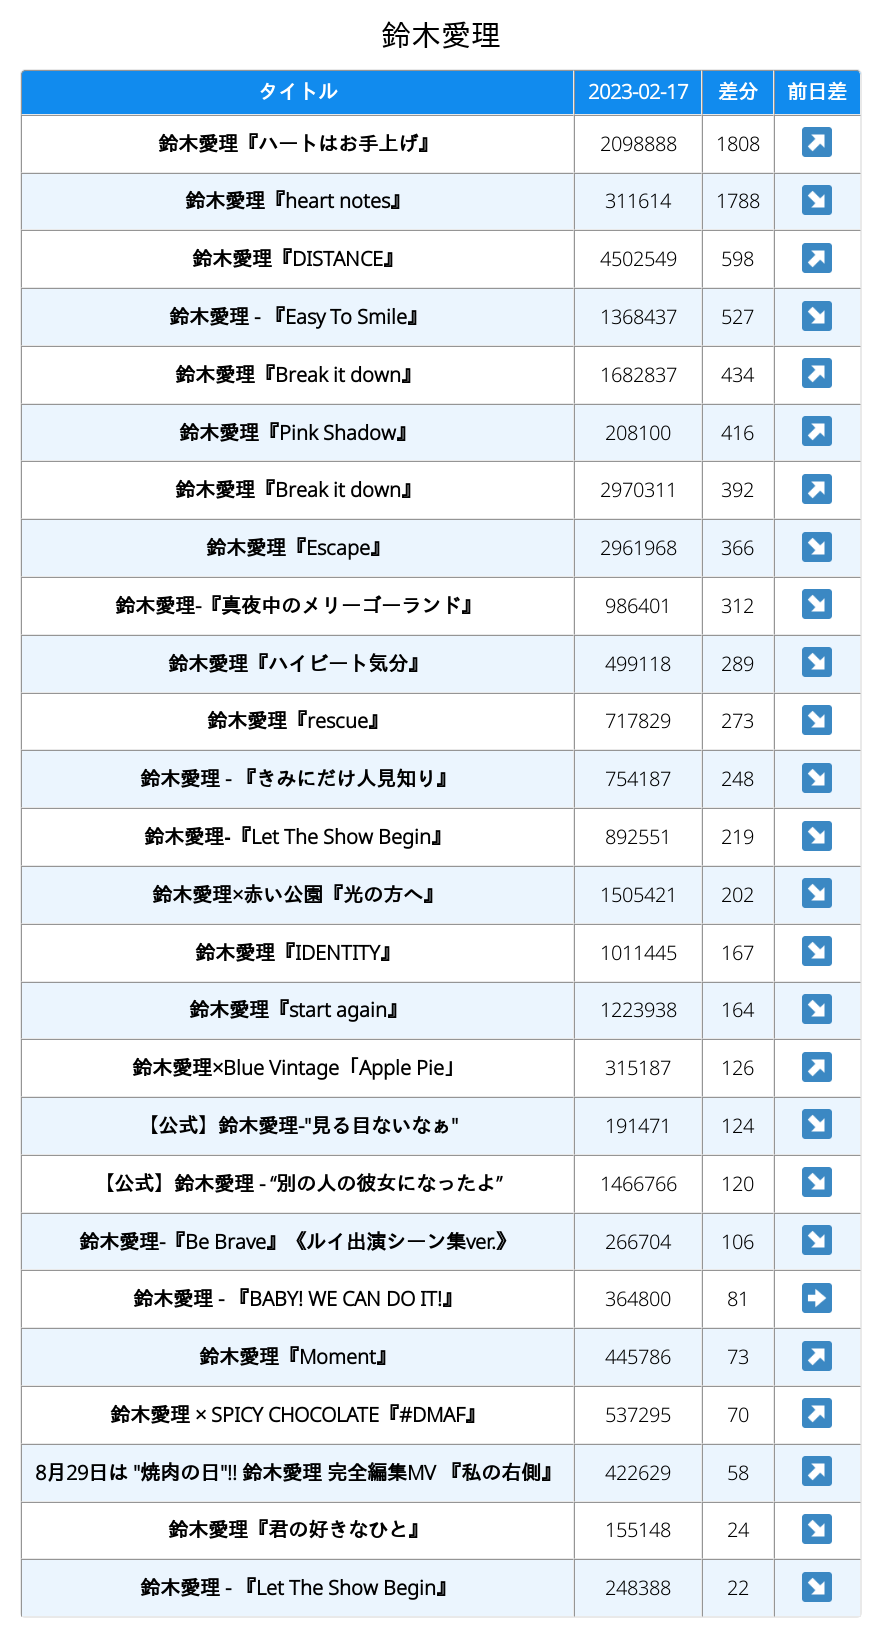 鈴木愛理
タイトル 2023-02-17 差分 前日差
鈴木愛理『ハートはお手上げ』 2098888 1808 ↗
鈴木愛理『heart notes』 311614 1788 ↘
鈴木愛理『DISTANCE』 4502549 598 ↗
鈴木愛理 - 『Easy To Smile』 1368437 527 ↘
鈴木愛理『Break it down』 1682837 434 ↗
鈴木愛理『Pink Shadow』 208100 416 ↗
鈴木愛理『Break it down』 2970311 392 ↗
鈴木愛理『Escape』 2961968 366 ↘
鈴木愛理-『真夜中のメリーゴーランド』 986401 312 ↘
鈴木愛理『ハイビート気分』 499118 289 ↘
鈴木愛理『rescue』 717829 273 ↘
鈴木愛理 - 『きみにだけ人見知り』 754187 248 ↘
鈴木愛理-『Let The Show Begin』 892551 219 ↘
鈴木愛理×赤い公園『光の方へ』 1505421 202 ↘
鈴木愛理『IDENTITY』 1011445 167 ↘
鈴木愛理『start again』 1223938 164 ↘
鈴木愛理×Blue Vintage「Apple Pie」 315187 126 ↗
【公式】鈴木愛理-"見る目ないなぁ" 191471 124 ↘
【公式】鈴木愛理 - “別の人の彼女になったよ” 1466766 120 ↘
鈴木愛理-『Be Brave』《ルイ出演シーン集ver.》 266704 106 ↘
鈴木愛理 - 『BABY! WE CAN DO IT!』 364800 81 ➡
鈴木愛理『Moment』 445786 73 ↗
鈴木愛理 × SPICY CHOCOLATE『#DMAF』 537295 70 ↗
8月29日は "焼肉の日"!! 鈴木愛理 完全編集MV 『私の右側』 422629 58 ↗
鈴木愛理『君の好きなひと』 155148 24 ↘
鈴木愛理 - 『Let The Show Begin』 248388 22 ↘